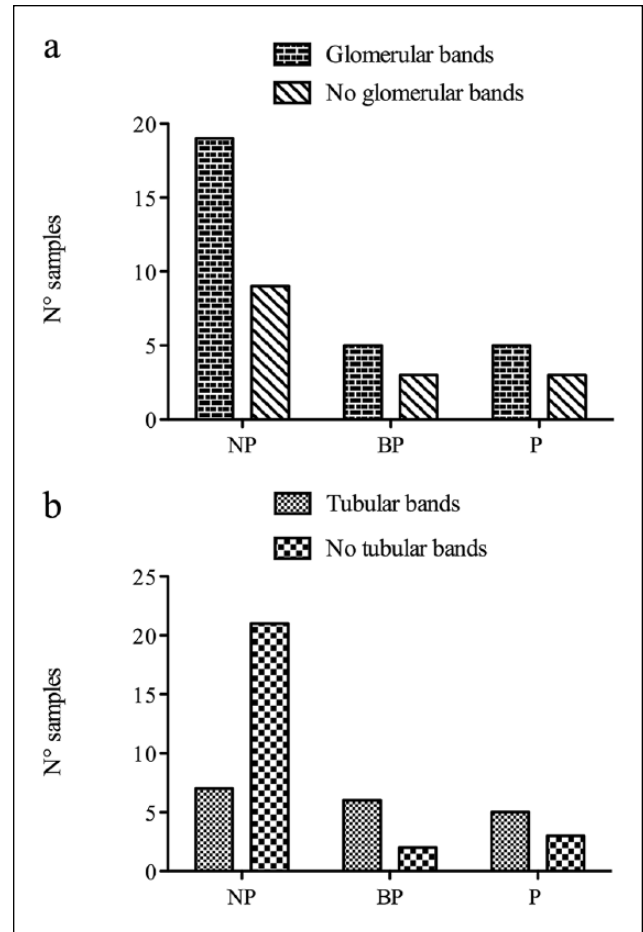 a
Glomerular bands
No glomerular bands
20
15
10
5
0
N° samples
NP BP P
b
Tubular bands
No tubular bands
25
20
15
10
5
0
N° samples
NP BP P